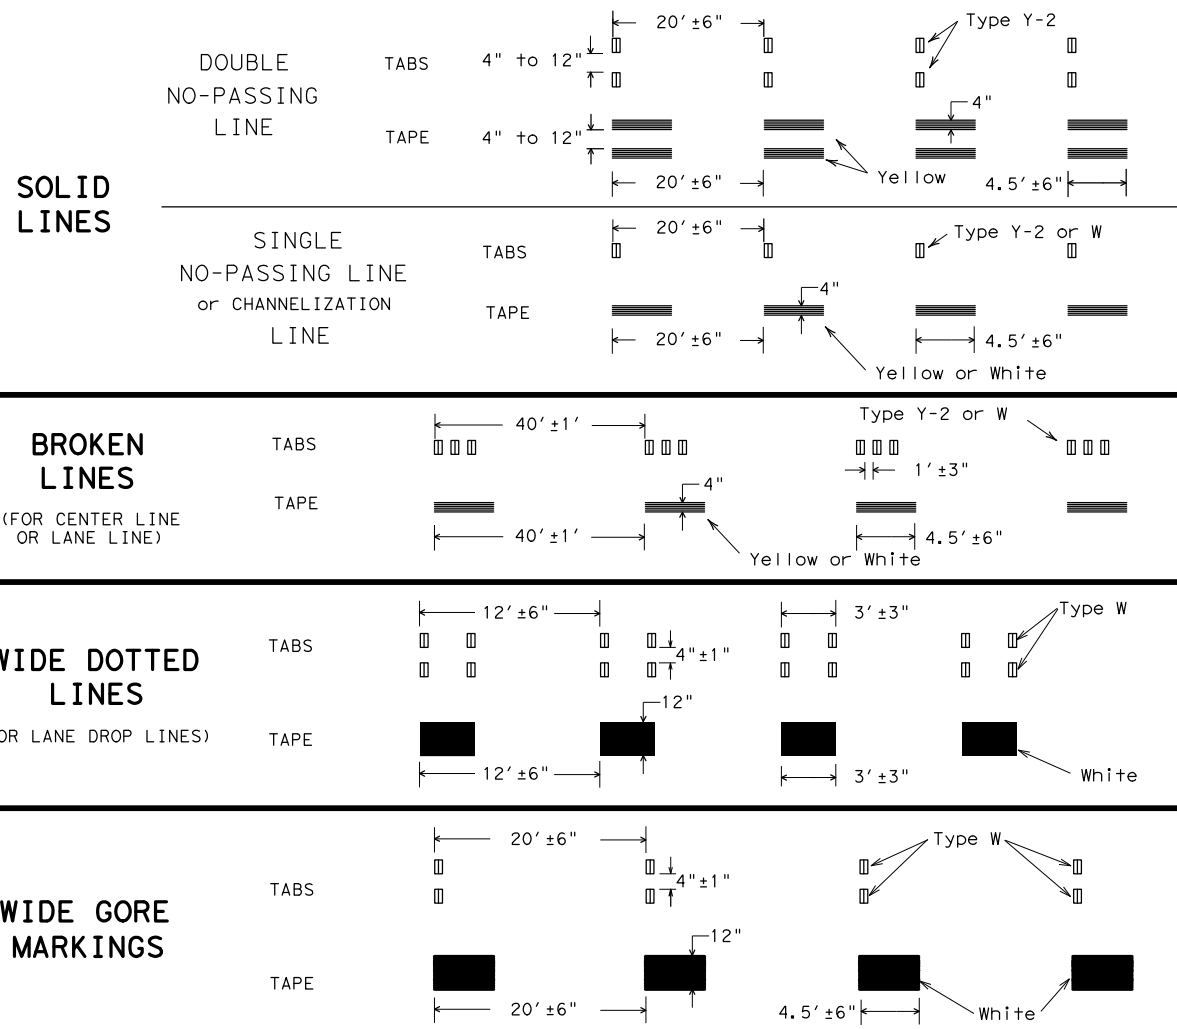 SOLID
LINES
DOUBLE
NO-PASSING
LINE
TABS
4" to 12"
20'±6"
Type Y-2
TAPE
4" to 12"
4"
Yellow
20'±6"
4.5'±6"
SINGLE
NO-PASSING LINE
or CHANNELIZATION
LINE
TABS
20'±6"
Type Y-2 or W
TAPE
4"
20'±6"
4.5'±6"
Yellow or White
BROKEN
LINES
(FOR CENTER LINE
OR LANE LINE)
TABS
40'±1'
Type Y-2 or W
1'±3"
TAPE
4"
40'±1'
4.5'±6"
Yellow or White
WIDE DOTTED
LINES
OR LANE DROP LINES)
TABS
12'±6"
3'±3"
Type W
4"±1"
TAPE
12"
12'±6"
3'±3"
White
WIDE GORE
MARKINGS
TABS
20'±6"
Type W
4"±1"
TAPE
12"
20'±6"
4.5'±6"
White